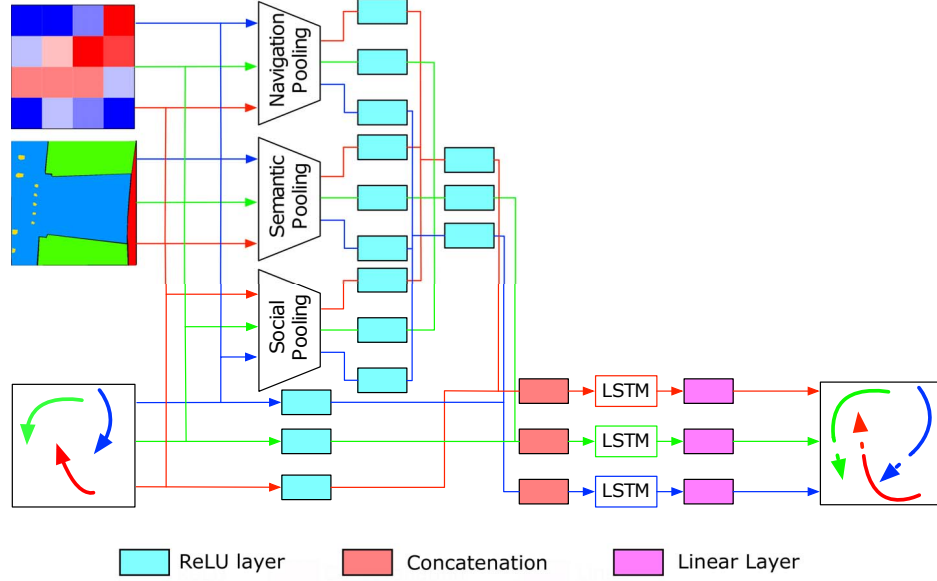 Navigation
Pooling
Semantic
Pooling
Social
Pooling
LSTM
LSTM
LSTM
ReLU layer
Concatenation
Linear Layer